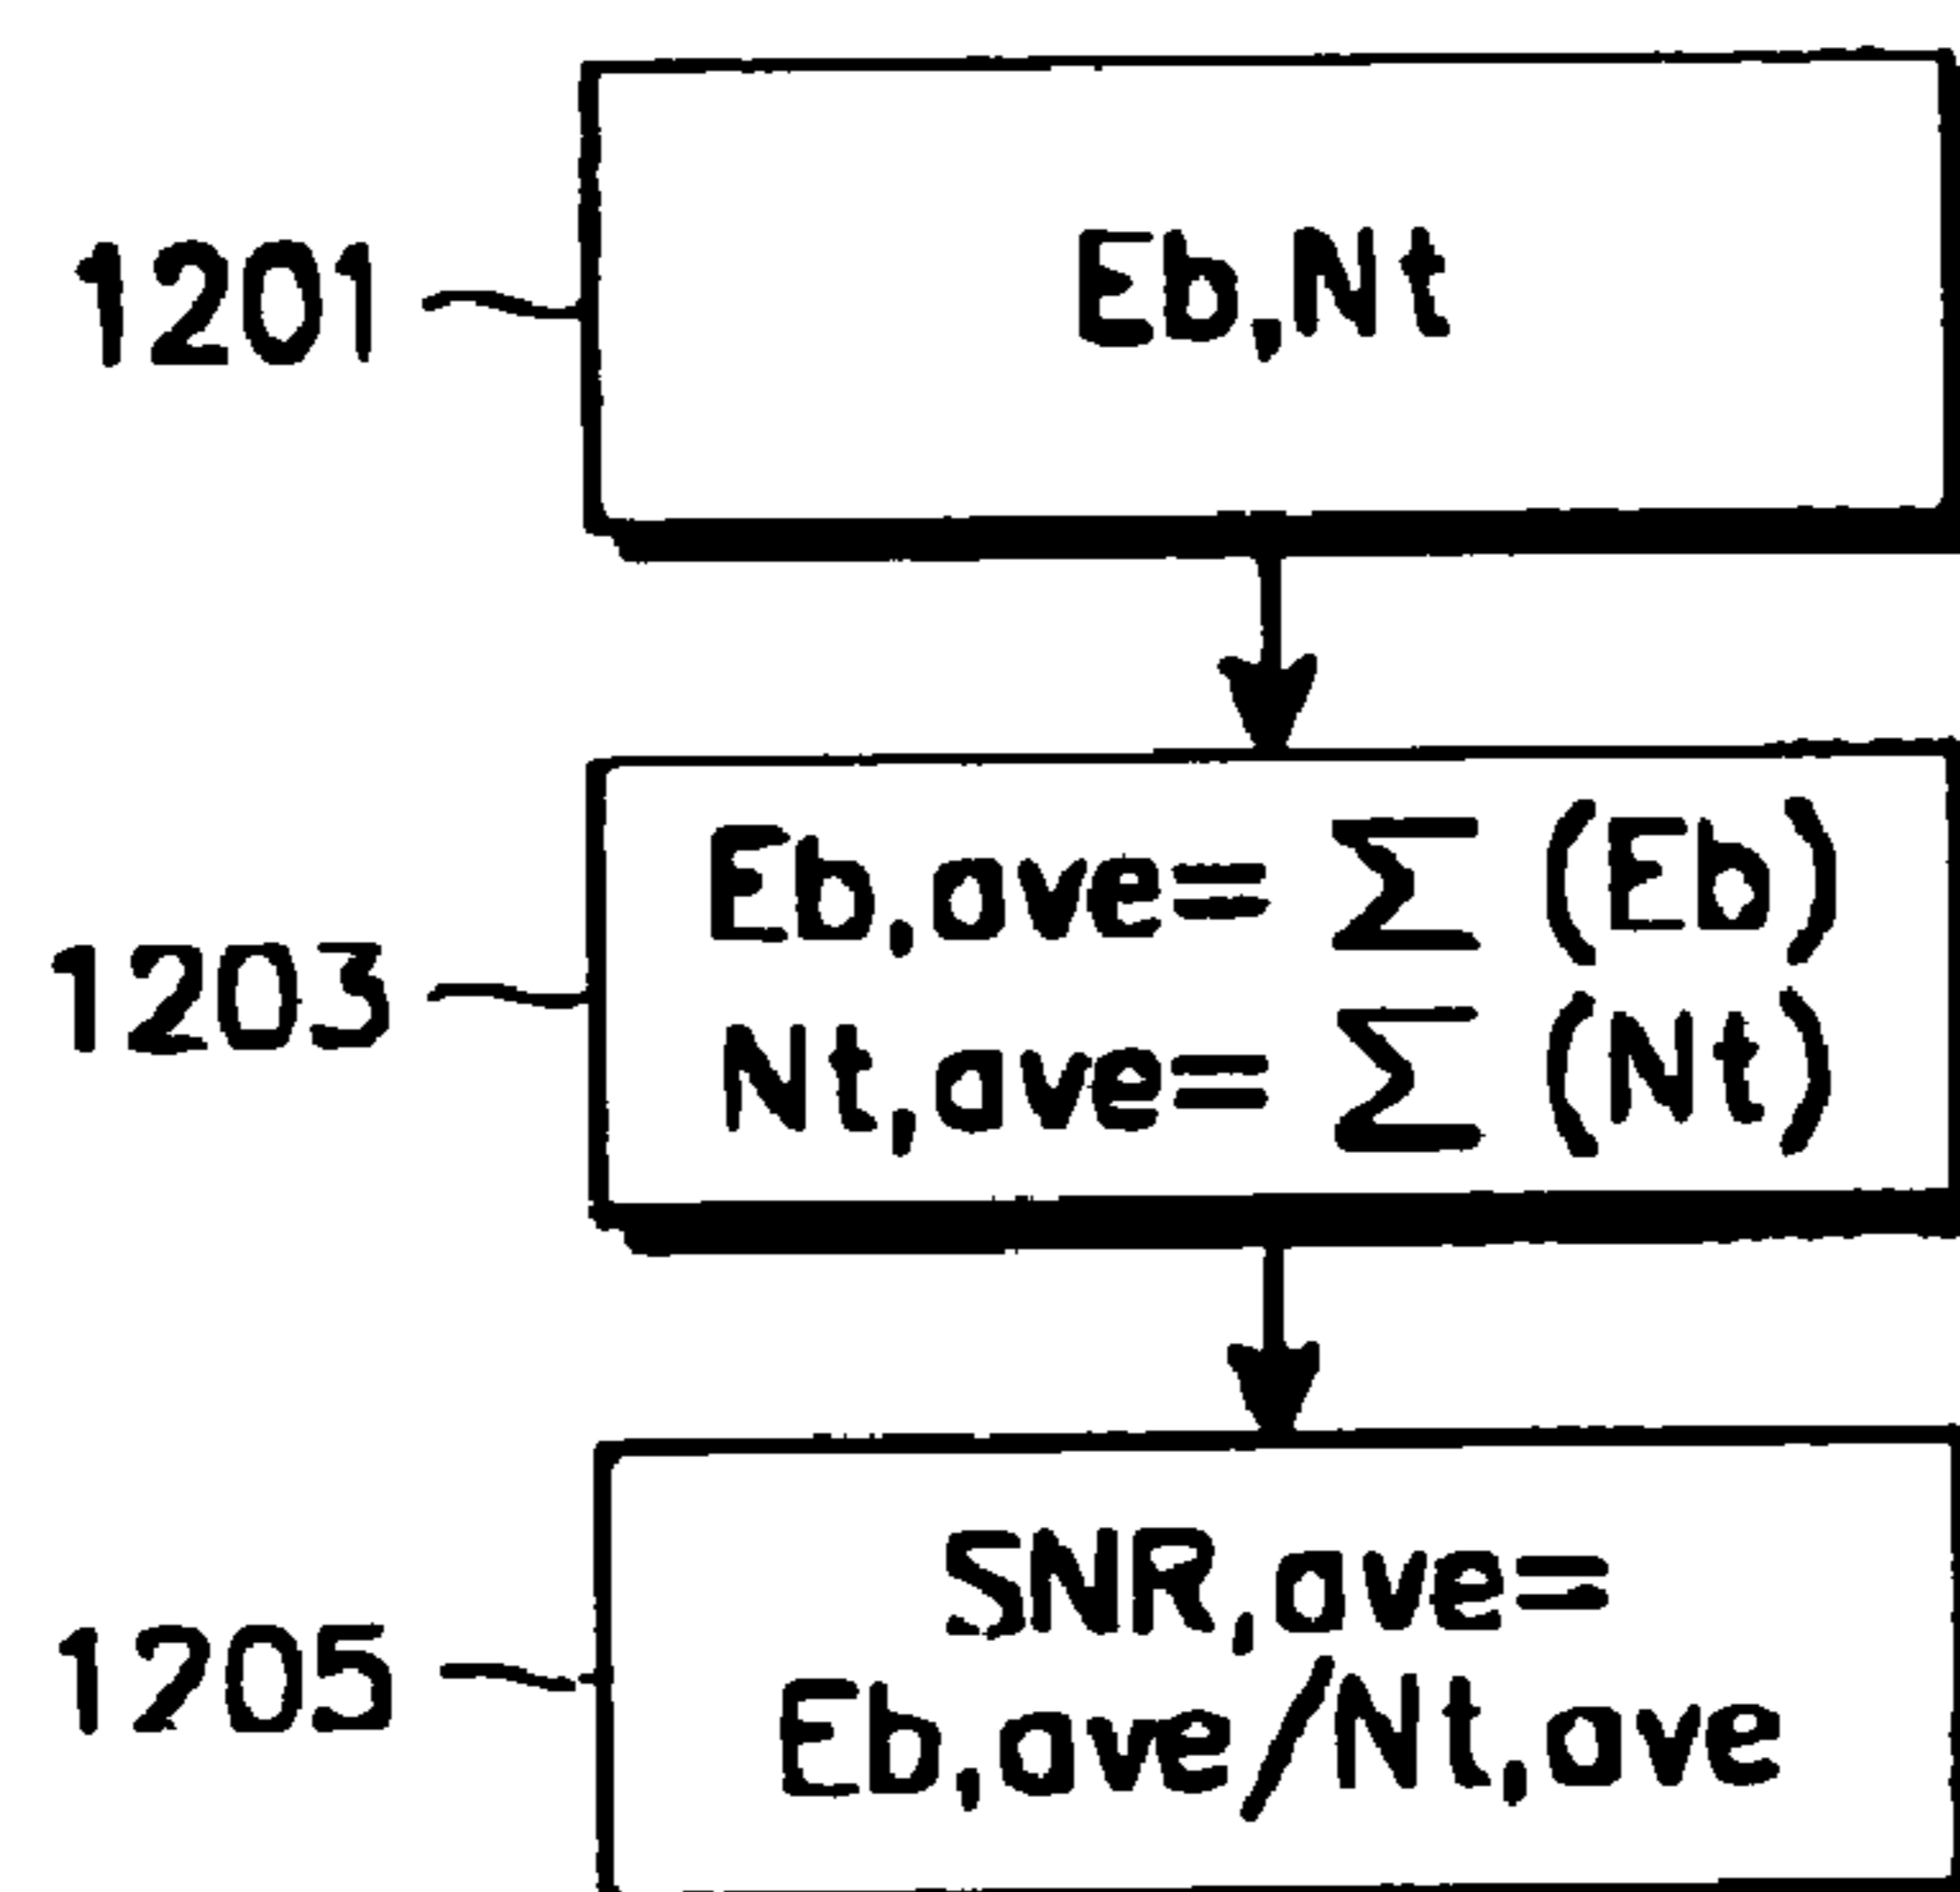 1201
Eb,Nt
1203
Eb,ave= Σ (Eb)
Nt,ave= Σ (Nt)
1205
SNR,ave=
Eb,ave/Nt,ave